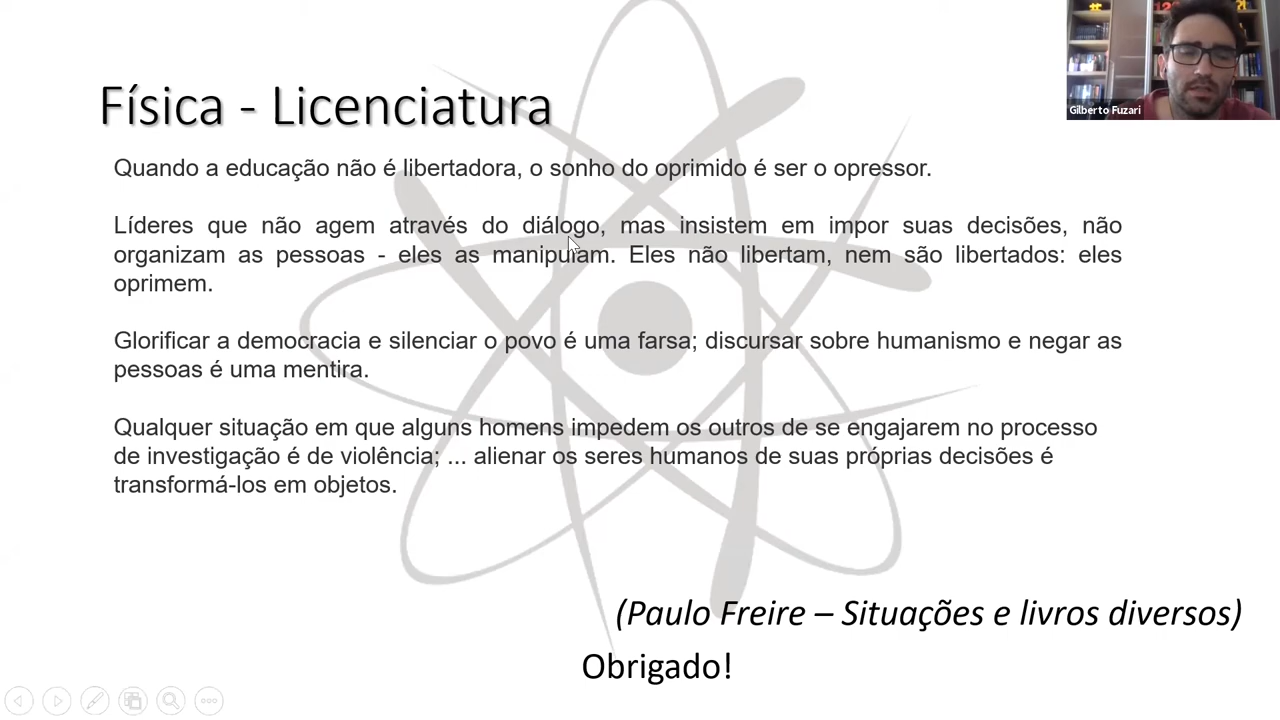 Física - Licenciatura
Gilberto Fuzari
Quando a educação não é libertadora, o sonho do oprimido é ser o opressor.
Líderes que não agem através do diálogo, mas insistem em impor suas decisões, não
organizam as pessoas - eles as manipulam. Eles não libertam, nem são libertados: eles
oprimem.
Glorificar a democracia e silenciar o povo é uma farsa; discursar sobre humanismo e negar as
pessoas é uma mentira.
Qualquer situação em que alguns homens impedem os outros de se engajarem no processo
de investigação é de violência; ... alienar os seres humanos de suas próprias decisões é
transformá-los em objetos.
(Paulo Freire – Situações e livros diversos)
Obrigado!